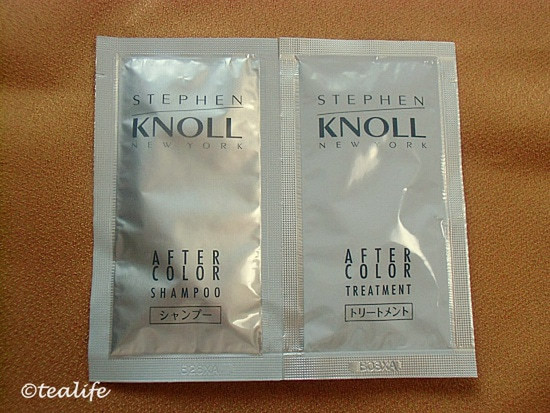 STEPHEN
KNOLL
NEW YORK
AFTER
COLOR
SHAMPOO
シャンプー
STEPHEN
KNOLL
NEW YORK
AFTER
COLOR
TREATMENT
トリートメント
©tealife